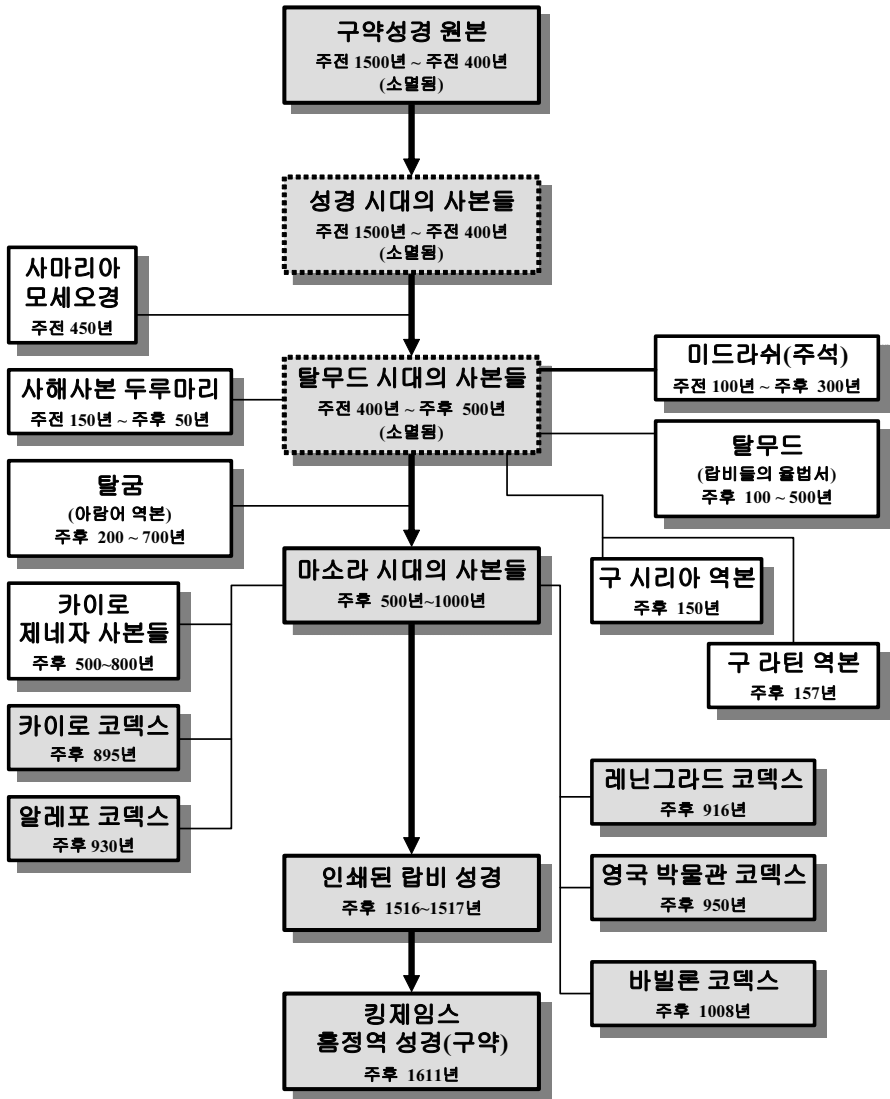 구약성경 원본
주전 1500년 ~ 주전 400년
(소멸됨)
성경 시대의 사본들
주전 1500년 ~ 주전 400년
(소멸됨)
사마리아
모세오경
주전 450년
탈무드 시대의 사본들
주전 400년 ~ 주후 500년
(소멸됨)
미드라쉬(주석)
주전 100년 ~ 주후 300년
사해사본 두루마리
주전 150년 ~ 주후 50년
탈무드
(랍비들의 율법서)
주후 100 ~ 500년
탈굼
(아람어 역본)
주후 200 ~ 700년
마소라 시대의 사본들
주후 500년~1000년
구 시리아 역본
주후 150년
카이로
제네자 사본들
주후 500~800년
구 라틴 역본
주후 157년
카이로 코덱스
주후 895년
레닌그라드 코덱스
주후 916년
알레포 코덱스
주후 930년
인쇄된 랍비 성경
주후 1516~1517년
영국 박물관 코덱스
주후 950년
바빌론 코덱스
주후 1008년
킹제임스
흠정역 성경(구약)
주후 1611년